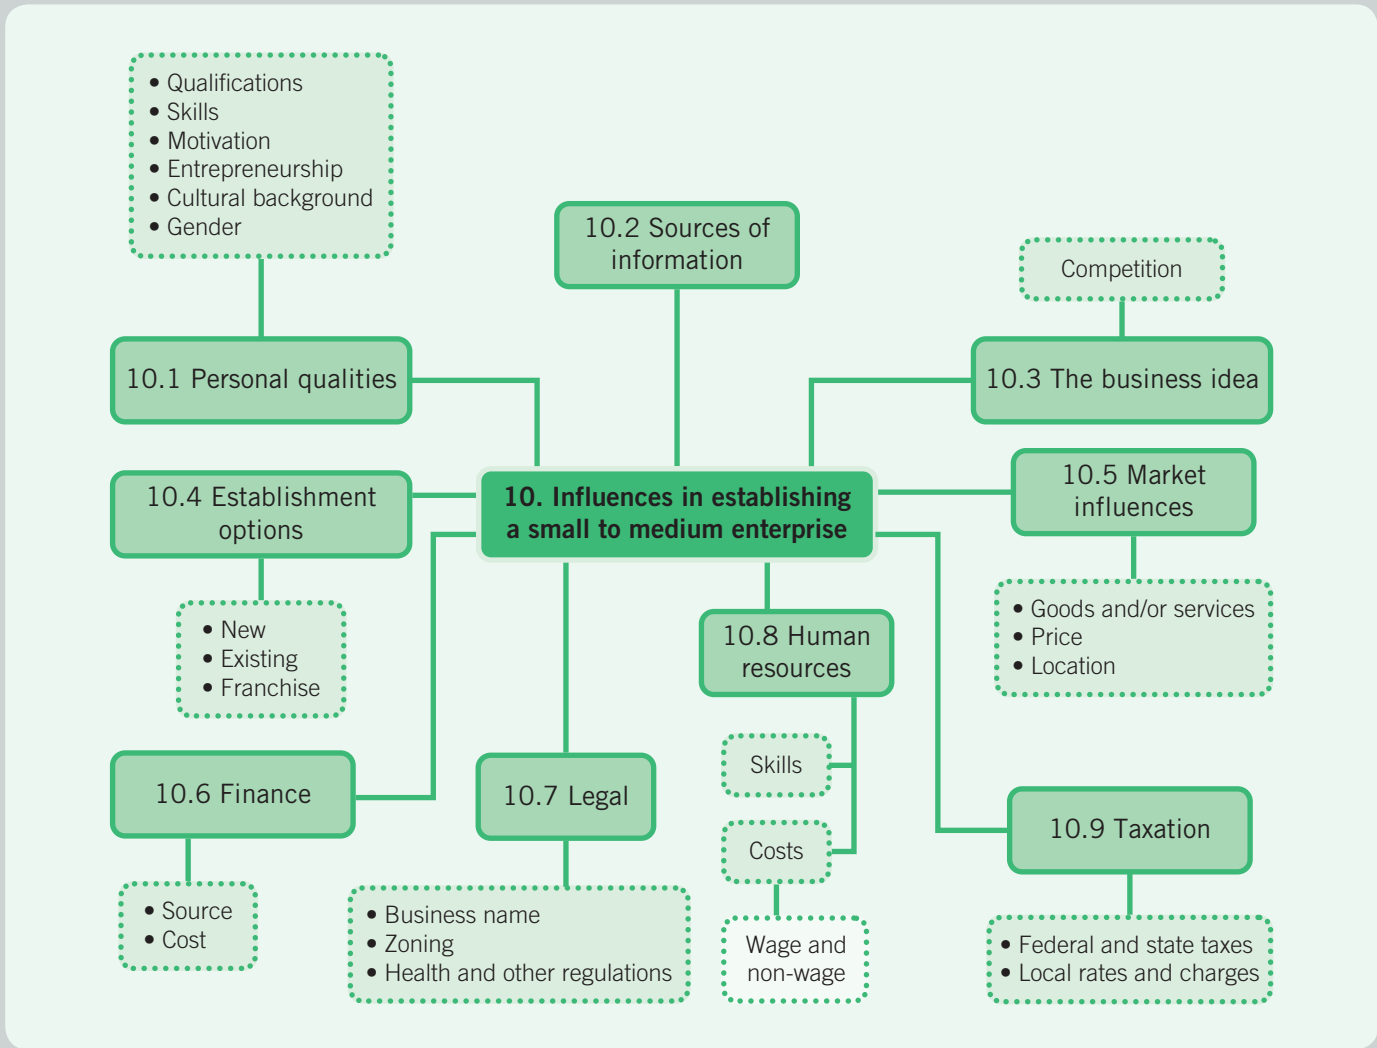 • Qualifications
• Skills
• Motivation
• Entrepreneurship
• Cultural background
• Gender
10.2 Sources of
information
Competition
10.1 Personal qualities
10.3 The business idea
10.4 Establishment
options
10. Influences in establishing
a small to medium enterprise
10.5 Market
influences
• New
• Existing
• Franchise
10.8 Human
resources
• Goods and/or services
• Price
• Location
10.6 Finance
10.7 Legal
Skills
Costs
10.9 Taxation
• Source
• Cost
• Business name
• Zoning
• Health and other regulations
Wage and
non-wage
• Federal and state taxes
• Local rates and charges